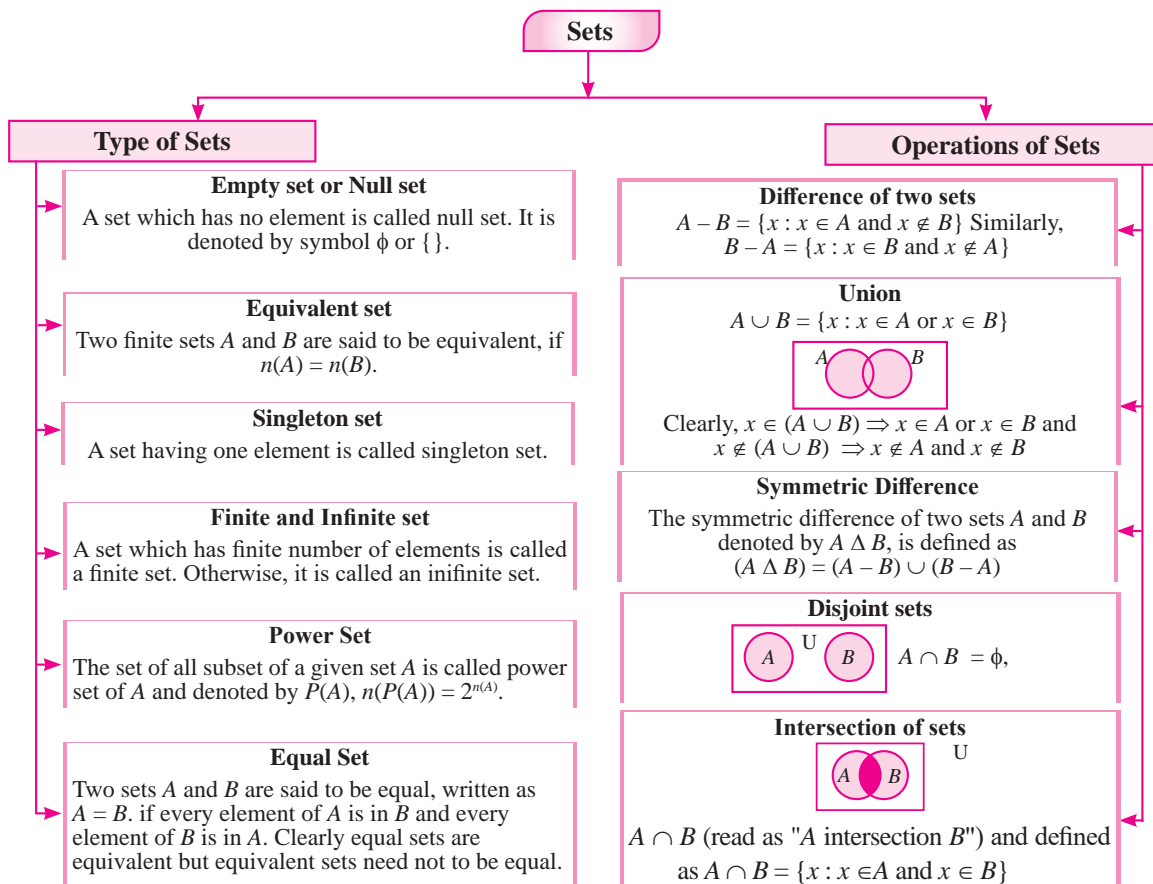 Sets
Type of Sets
Empty set or Null set
A set which has no element is called null set. It is
denoted by symbol ϕ or { }.
Equivalent set
Two finite sets A and B are said to be equivalent, if
n(A) = n(B).
Singleton set
A set having one element is called singleton set.
Finite and Infinite set
A set which has finite number of elements is called
a finite set. Otherwise, it is called an inifinite set.
Power Set
The set of all subset of a given set A is called power
set of A and denoted by P(A), n(P(A)) = 2ⁿ⁽ᴬ⁾.
Equal Set
Two sets A and B are said to be equal, written as
A = B. if every element of A is in B and every
element of B is in A. Clearly equal sets are
equivalent but equivalent sets need not to be equal.
Operations of Sets
Difference of two sets
A – B = {x : x ∈ A and x ∉ B} Similarly,
B – A = {x : x ∈ B and x ∉ A}
Union
A ∪ B = {x : x ∈ A or x ∈ B}
A B
Clearly, x ∈ (A ∪ B) ⇒ x ∈ A or x ∈ B and
x ∉ (A ∪ B) ⇒ x ∉ A and x ∉ B
Symmetric Difference
The symmetric difference of two sets A and B
denoted by A Δ B, is defined as
(A Δ B) = (A – B) ∪ (B – A)
Disjoint sets
A U B A ∩ B = ϕ,
Intersection of sets
U
A B
A ∩ B (read as "A intersection B") and defined
as A ∩ B = {x : x ∈A and x ∈ B}